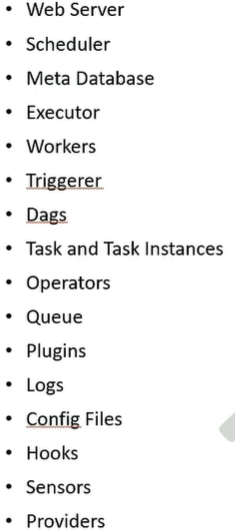 • Web Server
• Scheduler
• Meta Database
• Executor
• Workers
• Triggerer
• Dags
• Task and Task Instances
• Operators
• Queue
• Plugins
• Logs
• Config Files
• Hooks
• Sensors
• Providers